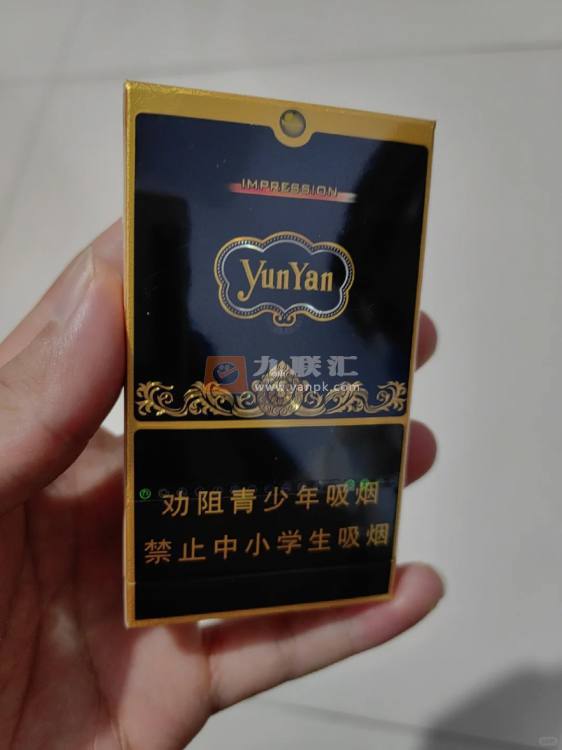 IMPRESSION
YunYan
九联汇
www.yanpk.com
劝阻青少年吸烟
禁止中小学生吸烟